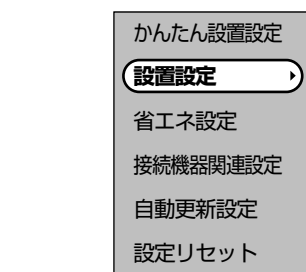 かんたん設置設定
設置設定
省エネ設定
接続機器関連設定
自動更新設定
設定リセット